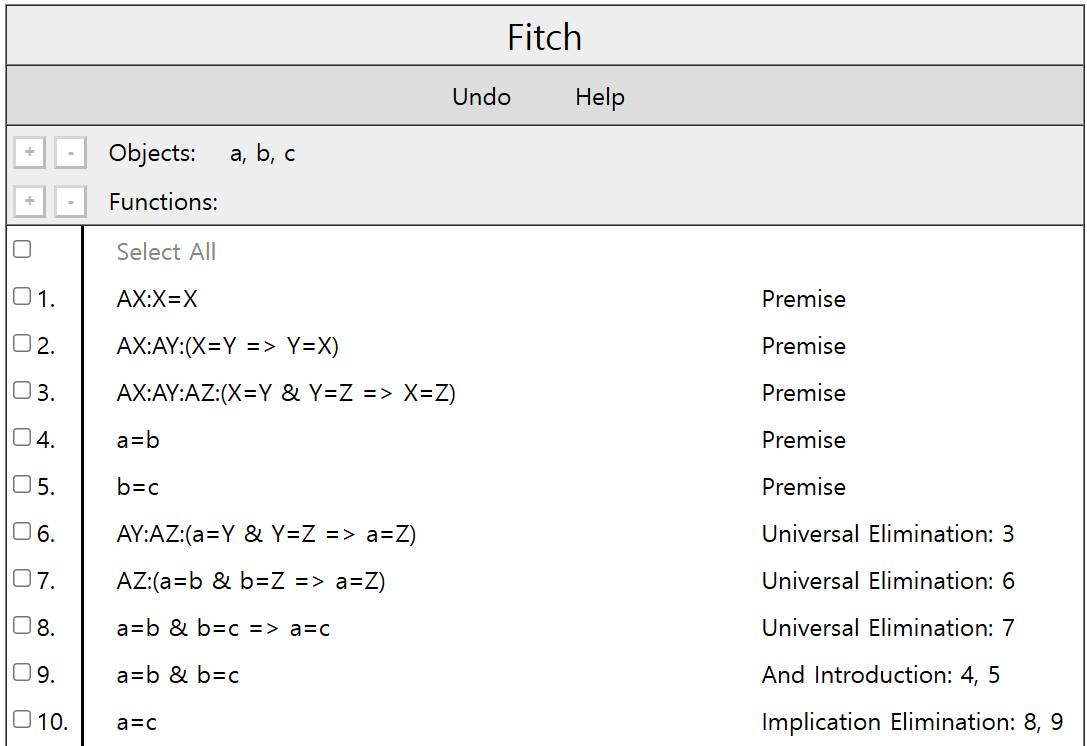 Fitch
Undo Help
+ - Objects: a, b, c
+ - Functions:
Select All
1. AX:X=X Premise
2. AX:AY:(X=Y => Y=X) Premise
3. AX:AY:AZ:(X=Y & Y=Z => X=Z) Premise
4. a=b Premise
5. b=c Premise
6. AY:AZ:(a=Y & Y=Z => a=Z) Universal Elimination: 3
7. AZ:(a=b & b=Z => a=Z) Universal Elimination: 6
8. a=b & b=c => a=c Universal Elimination: 7
9. a=b & b=c And Introduction: 4, 5
10. a=c Implication Elimination: 8, 9